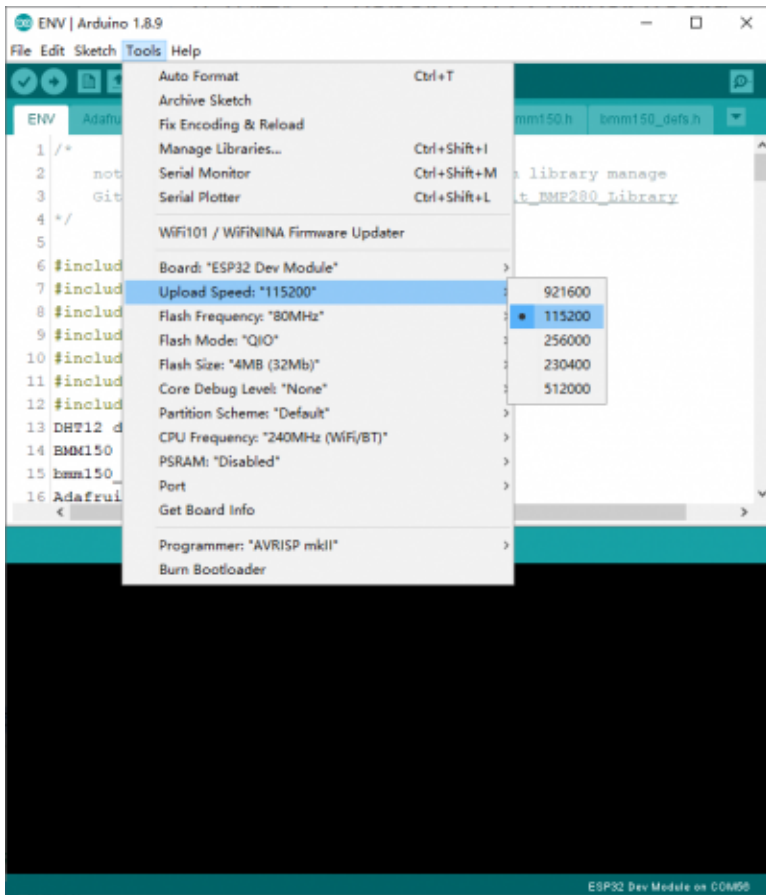 ENV | Arduino 1.8.9
File Edit Sketch Tools Help
Auto Format Ctrl+T
Archive Sketch
Fix Encoding & Reload
Manage Libraries... Ctrl+Shift+I
Serial Monitor Ctrl+Shift+M
Serial Plotter Ctrl+Shift+L
WiFi101 / WiFiNINA Firmware Updater
Board: "ESP32 Dev Module"
Upload Speed: "115200"
Flash Frequency: "80MHz"
Flash Mode: "QIO"
Flash Size: "4MB (32Mb)"
Core Debug Level: "None"
Partition Scheme: "Default"
CPU Frequency: "240MHz (WiFi/BT)"
PSRAM: "Disabled"
Port
Get Board Info
Programmer: "AVRISP mkII"
Burn Bootloader
921600
115200
256000
230400
512000
ENV Adafru mm150.h bmm150_defs.h
1 /*
2 not library manage
3 Git t_BMP280_Library
4 */
5
6 #includ
7 #includ
8 #includ
9 #includ
10 #includ
11 #includ
12 #includ
13 DHT12 d
14 BMM150
15 bmm150_
16 Adafrui
ESP32 Dev Module on COM56